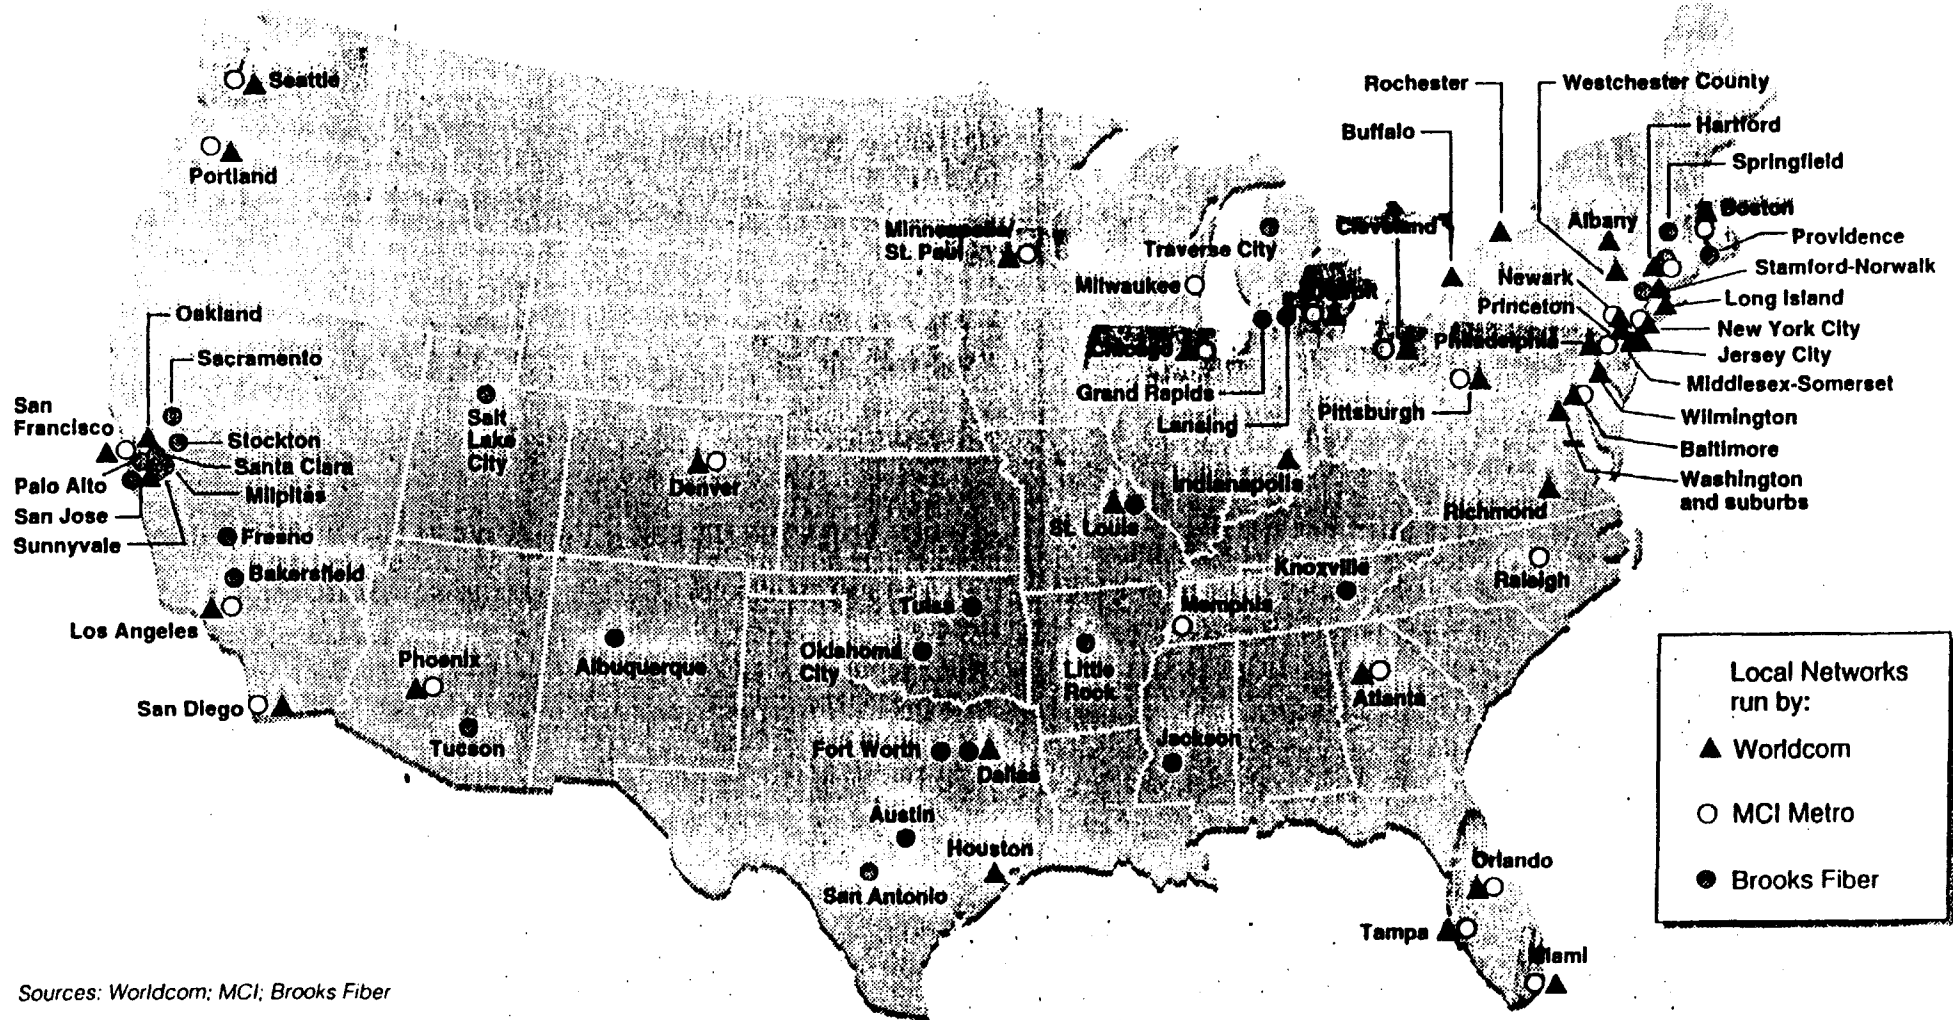 Seattle
Portland
Minneapolis/
St. Paul
Traverse City
Milwaukee
Chicago
Grand Rapids
Lansing
Cleveland
Buffalo
Rochester
Westchester County
Hartford
Springfield
Boston
Albany
Providence
Stamford-Norwalk
Newark
Long Island
Princeton
New York City
Philadelphia
Jersey City
Middlesex-Somerset
Pittsburgh
Wilmington
Baltimore
Washington
and suburbs
Richmond
Raleigh
Oakland
Sacramento
San
Francisco
Stockton
Santa Clara
Milpitas
Palo Alto
San Jose
Sunnyvale
Fresno
Bakersfield
Los Angeles
San Diego
Salt
Lake
City
Denver
Phoenix
Tucson
Albuquerque
Indianapolis
St. Louis
Knoxville
Memphis
Tulsa
Oklahoma
City
Little
Rock
Atlanta
Jackson
Fort Worth
Dallas
Austin
Houston
San Antonio
Orlando
Tampa
Miami
Local Networks
run by:
Worldcom
MCI Metro
Brooks Fiber
Sources: Worldcom; MCI; Brooks Fiber